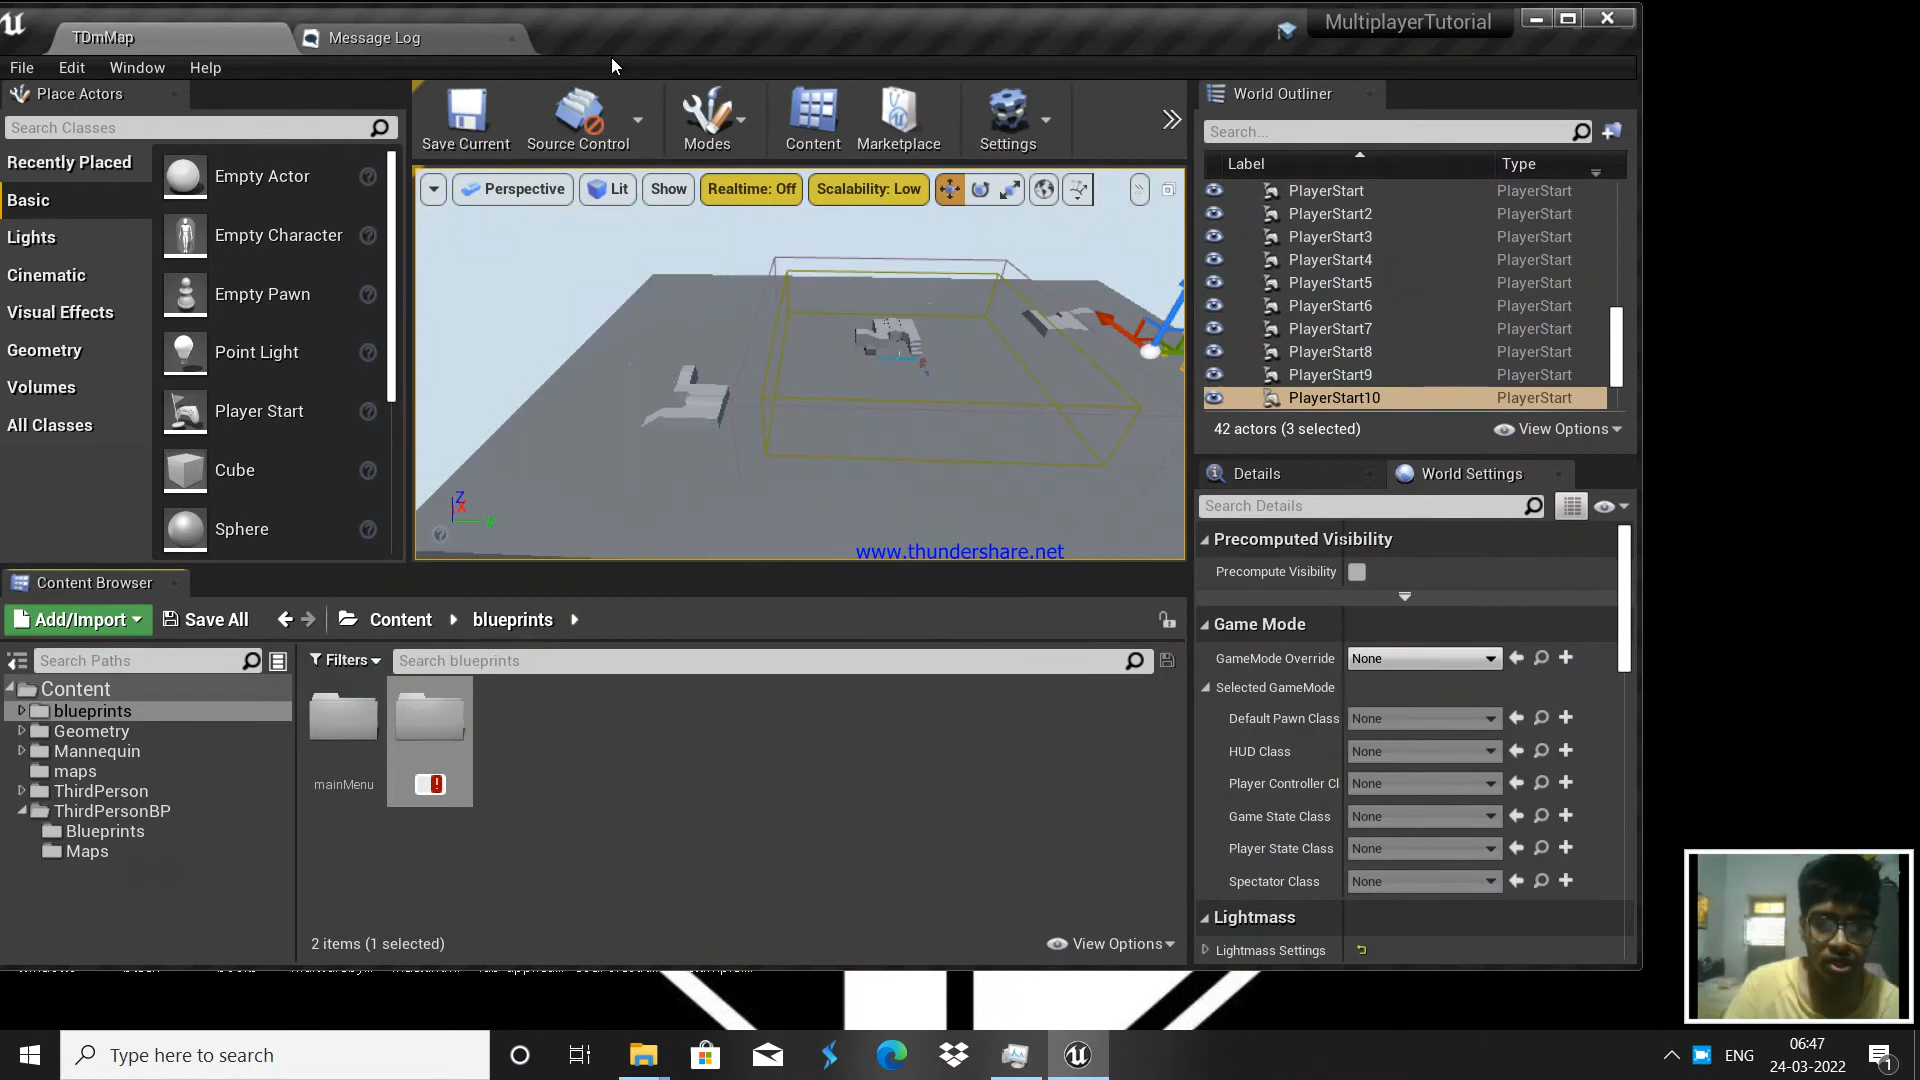 TDmMap
Message Log
MultiplayerTutorial
File Edit Window Help
Place Actors
Search Classes
Recently Placed
Basic
Lights
Cinematic
Visual Effects
Geometry
Volumes
All Classes
Empty Actor
Empty Character
Empty Pawn
Point Light
Player Start
Cube
Sphere
Save Current
Source Control
Modes
Content
Marketplace
Settings
Perspective
Lit
Show
Realtime: Off
Scalability: Low
Z
X
Y
www.thundershare.net
World Outliner
Search...
Label Type
PlayerStart PlayerStart
PlayerStart2 PlayerStart
PlayerStart3 PlayerStart
PlayerStart4 PlayerStart
PlayerStart5 PlayerStart
PlayerStart6 PlayerStart
PlayerStart7 PlayerStart
PlayerStart8 PlayerStart
PlayerStart9 PlayerStart
PlayerStart10 PlayerStart
42 actors (3 selected)
View Options
Details
World Settings
Search Details
Precomputed Visibility
Precompute Visibility
Game Mode
GameMode Override None
Selected GameMode
Default Pawn Class None
HUD Class None
Player Controller Cl None
Game State Class None
Player State Class None
Spectator Class None
Lightmass
Lightmass Settings
Content Browser
Add/Import
Save All
Content
blueprints
Search Paths
Filters
Search blueprints
Content
blueprints
Geometry
Mannequin
maps
ThirdPerson
ThirdPersonBP
Blueprints
Maps
mainMenu
2 items (1 selected)
View Options
Type here to search
ENG
06:47
24-03-2022
1